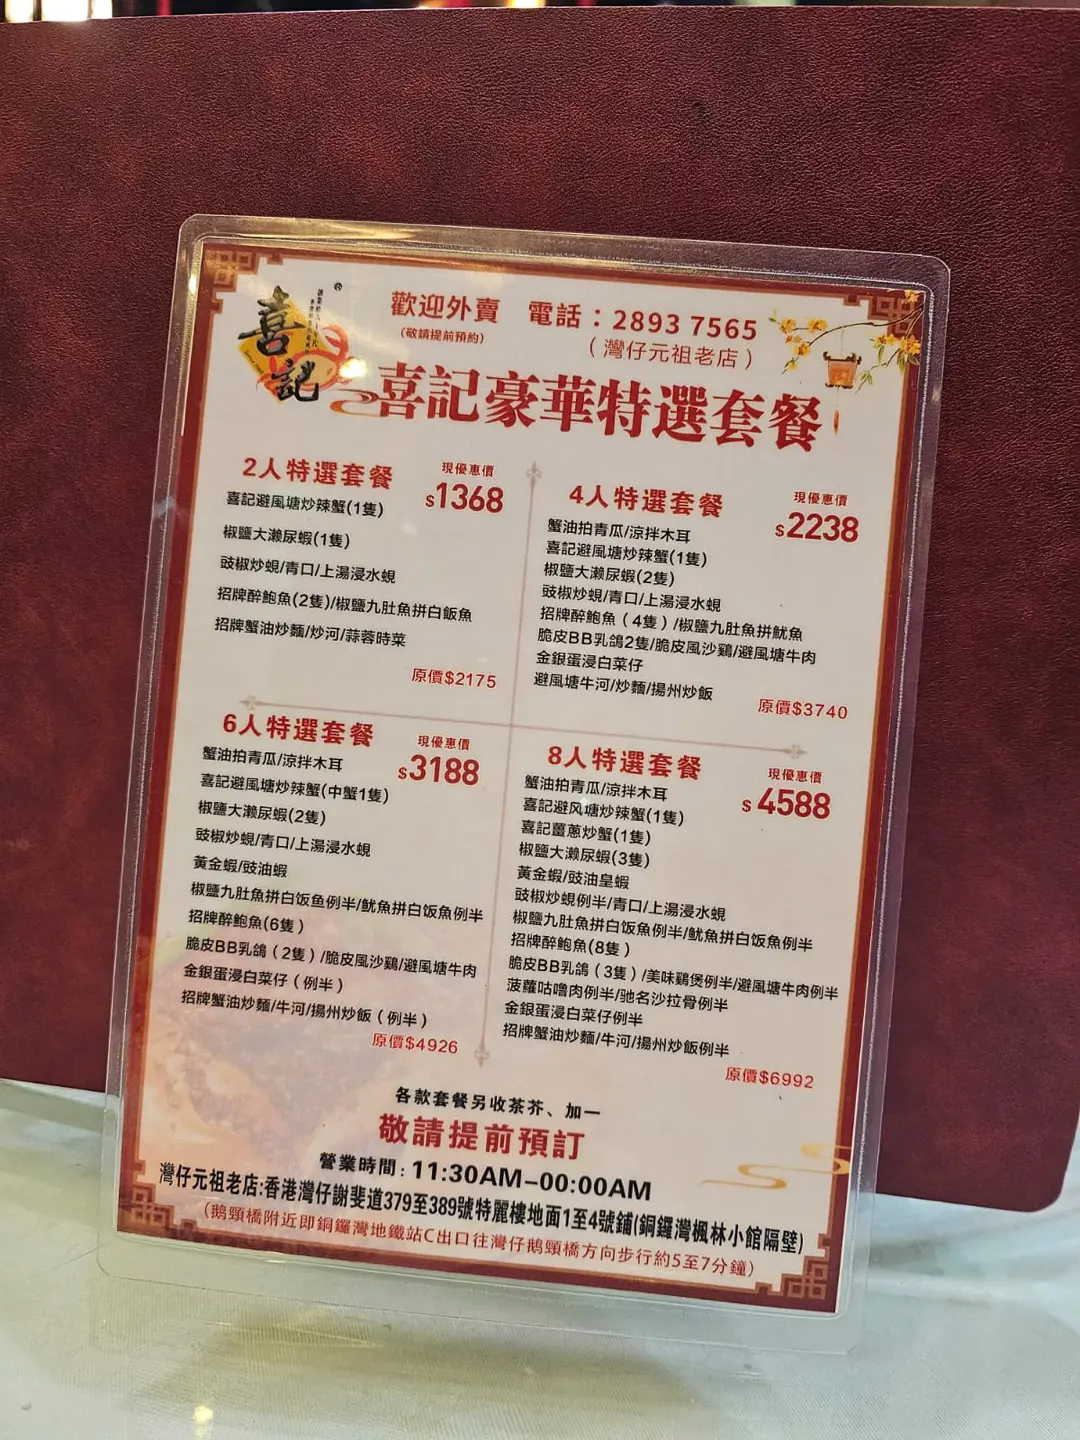 喜記
®
歡迎外賣 電話：2893 7565
(敬請提前預約) (灣仔元祖老店)
喜記豪華特選套餐
2人特選套餐 現優惠價 $1368
喜記避風塘炒辣蟹(1隻)
椒鹽大瀨尿蝦(1隻)
豉椒炒蜆/青口/上湯浸水蜆
招牌醉鮑魚(2隻)/椒鹽九肚魚拼白飯魚
招牌蟹油炒麵/炒河/蒜蓉時菜
原價$2175
4人特選套餐 現優惠價 $2238
蟹油拍青瓜/涼拌木耳
喜記避風塘炒辣蟹(1隻)
椒鹽大瀨尿蝦(2隻)
豉椒炒蜆/青口/上湯浸水蜆
招牌醉鮑魚(4隻)/椒鹽九肚魚拼魷魚
脆皮BB乳鴿2隻/脆皮風沙鷄/避風塘牛肉
金銀蛋浸白菜仔
避風塘牛河/炒麵/揚州炒飯
原價$3740
6人特選套餐 現優惠價 $3188
蟹油拍青瓜/涼拌木耳
喜記避風塘炒辣蟹(中蟹1隻)
椒鹽大瀨尿蝦(2隻)
豉椒炒蜆/青口/上湯浸水蜆
黃金蝦/豉油蝦
椒鹽九肚魚拼白饭鱼例半/魷魚拼白饭魚例半
招牌醉鮑魚(6隻)
脆皮BB乳鴿(2隻)/脆皮風沙鷄/避風塘牛肉
金銀蛋浸白菜仔(例半)
招牌蟹油炒麵/牛河/揚州炒飯(例半)
原價$4926
8人特選套餐 現優惠價 $4588
蟹油拍青瓜/涼拌木耳
喜記避风塘炒辣蟹(1隻)
喜記薑蔥炒蟹(1隻)
椒鹽大瀨尿蝦(3隻)
黃金蝦/豉油皇蝦
豉椒炒蜆例半/青口/上湯浸水蜆
椒鹽九肚魚拼白饭魚例半/魷魚拼白饭魚例半
招牌醉鮑魚(8隻)
脆皮BB乳鴿(3隻)/美味鷄煲例半/避風塘牛肉例半
菠蘿咕嚕肉例半/驰名沙拉骨例半
金銀蛋浸白菜仔例半
招牌蟹油炒麵/牛河/揚州炒飯例半
原價$6992
各款套餐另收茶芥、加一
敬請提前預訂
營業時間：11:30AM-00:00AM
灣仔元祖老店:香港灣仔謝斐道379至389號特麗樓地面1至4號鋪(銅鑼灣楓林小館隔壁)
(鵝頸橋附近即銅鑼灣地鐵站C出口往灣仔鵝頸橋方向步行約5至7分鐘)